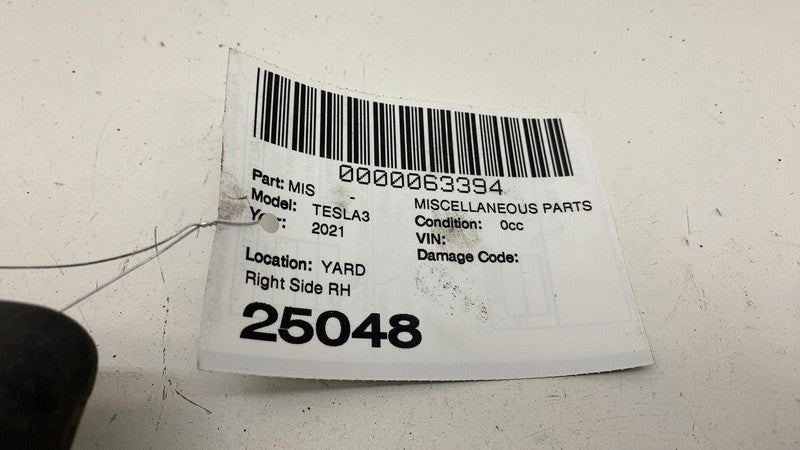 0000063394
Part: MIS - MISCELLANEOUS PARTS
Model: TESLA3 Condition: 0cc
2021 VIN:
Damage Code:
Location: YARD
Right Side RH
25048